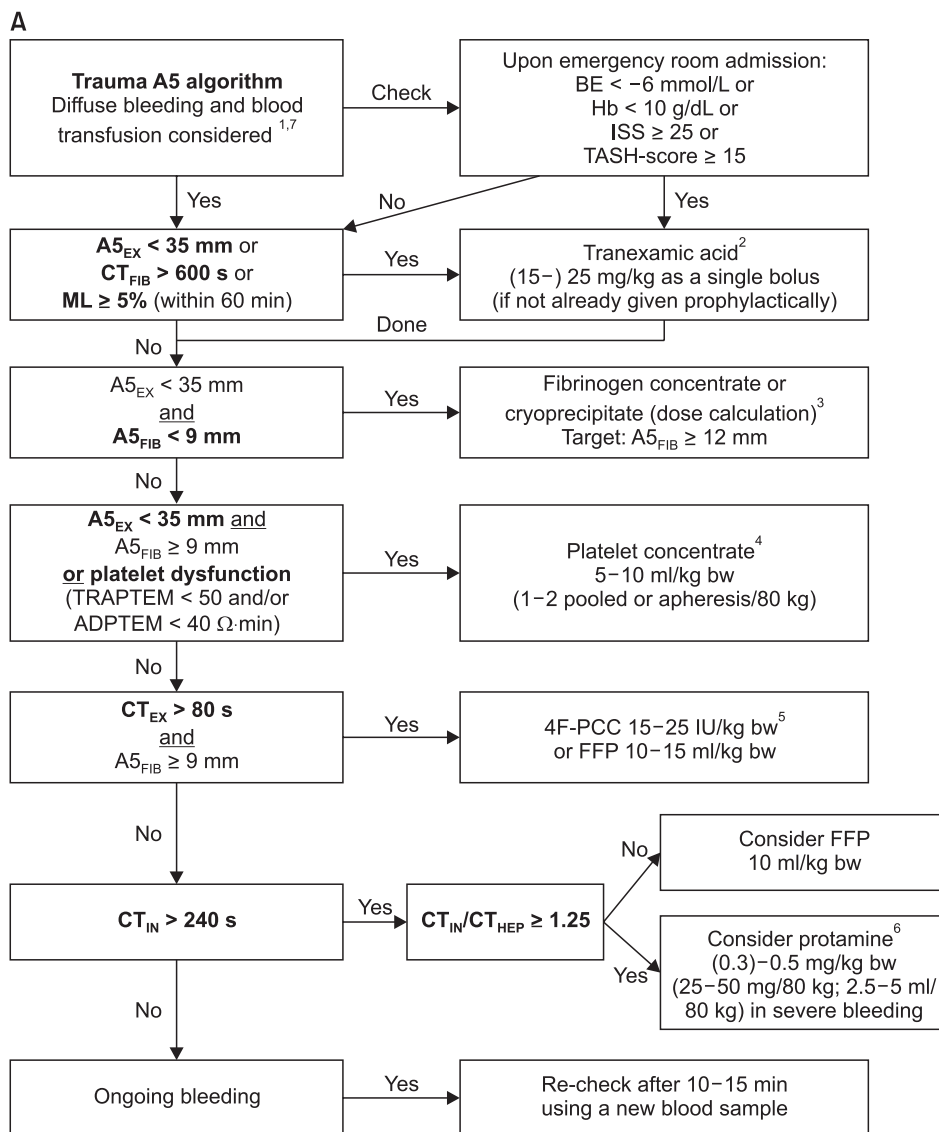 A
Trauma A5 algorithm
Diffuse bleeding and blood
transfusion considered 1,7
Check
Upon emergency room admission:
BE < −6 mmol/L or
Hb < 10 g/dL or
ISS ≥ 25 or
TASH-score ≥ 15
Yes
No
Yes
A5EX < 35 mm or
CTFIB > 600 s or
ML ≥ 5% (within 60 min)
Yes
Tranexamic acid2
(15−) 25 mg/kg as a single bolus
(if not already given prophylactically)
Done
No
A5EX < 35 mm
and
A5FIB < 9 mm
Yes
Fibrinogen concentrate or
cryoprecipitate (dose calculation)3
Target: A5FIB ≥ 12 mm
No
A5EX < 35 mm and
A5FIB ≥ 9 mm
or platelet dysfunction
(TRAPTEM < 50 and/or
ADPTEM < 40 Ω·min)
Yes
Platelet concentrate4
5−10 ml/kg bw
(1−2 pooled or apheresis/80 kg)
No
CTEX > 80 s
and
A5FIB ≥ 9 mm
Yes
4F-PCC 15−25 IU/kg bw5
or FFP 10−15 ml/kg bw
No
CTIN > 240 s
Yes
CTIN/CTHEP ≥ 1.25
No
Consider FFP
10 ml/kg bw
Yes
Consider protamine6
(0.3)−0.5 mg/kg bw
(25−50 mg/80 kg; 2.5−5 ml/
80 kg) in severe bleeding
No
Ongoing bleeding
Yes
Re-check after 10−15 min
using a new blood sample